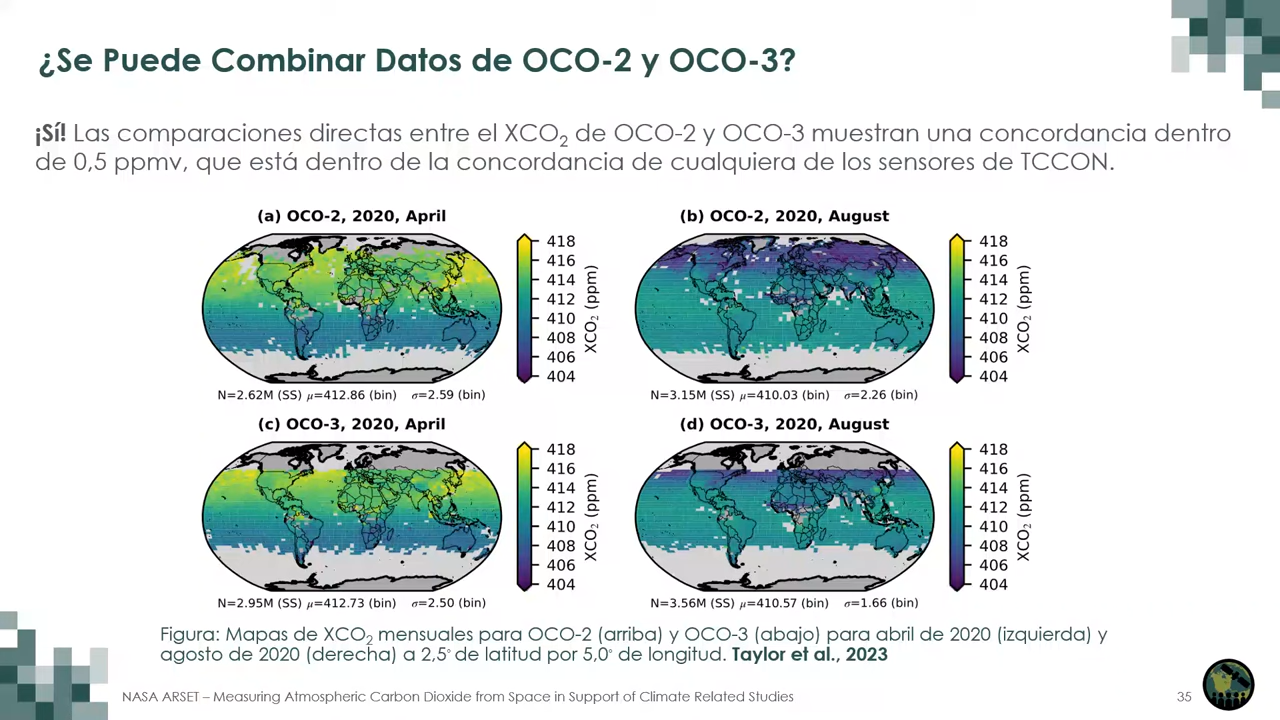 ¿Se Puede Combinar Datos de OCO-2 y OCO-3?
¡Sí! Las comparaciones directas entre el XCO₂ de OCO-2 y OCO-3 muestran una concordancia dentro
de 0,5 ppmv, que está dentro de la concordancia de cualquiera de los sensores de TCCON.
(a) OCO-2, 2020, April
418
416
414
412
410
408
406
404
XCO₂ (ppm)
N=2.62M (SS) μ=412.86 (bin) σ=2.59 (bin)
(b) OCO-2, 2020, August
418
416
414
412
410
408
406
404
XCO₂ (ppm)
N=3.15M (SS) μ=410.03 (bin) σ=2.26 (bin)
(c) OCO-3, 2020, April
418
416
414
412
410
408
406
404
XCO₂ (ppm)
N=2.95M (SS) μ=412.73 (bin) σ=2.50 (bin)
(d) OCO-3, 2020, August
418
416
414
412
410
408
406
404
XCO₂ (ppm)
N=3.56M (SS) μ=410.57 (bin) σ=1.66 (bin)
Figura: Mapas de XCO₂ mensuales para OCO-2 (arriba) y OCO-3 (abajo) para abril de 2020 (izquierda) y
agosto de 2020 (derecha) a 2,5° de latitud por 5,0° de longitud. Taylor et al., 2023
NASA ARSET – Measuring Atmospheric Carbon Dioxide from Space in Support of Climate Related Studies
35